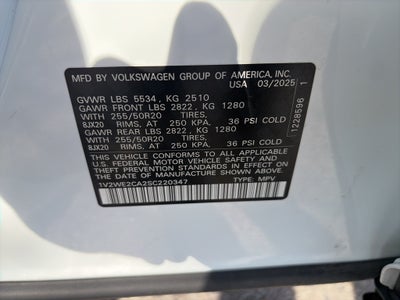 MFD BY VOLKSWAGEN GROUP OF AMERICA, INC.
USA 03/2025
GVWR LBS 5534, KG 2510
GAWR FRONT LBS 2822, KG 1280
WITH 255/50R20 TIRES,
8JX20 RIMS, AT 250 KPA, 36 PSI COLD
GAWR REAR LBS 2822, KG 1280
WITH 255/50R20 TIRES,
8JX20 RIMS, AT 250 KPA, 36 PSI COLD
THIS VEHICLE CONFORMS TO ALL APPLICABLE
U.S. FEDERAL MOTOR VEHICLE SAFETY AND
THEFT PREVENTION STANDARDS IN EFFECT ON
THE DATE OF MANUFACTURE SHOWN ABOVE.
1V2WE2CA2SC220347 TYPE: MPV
1228596 1